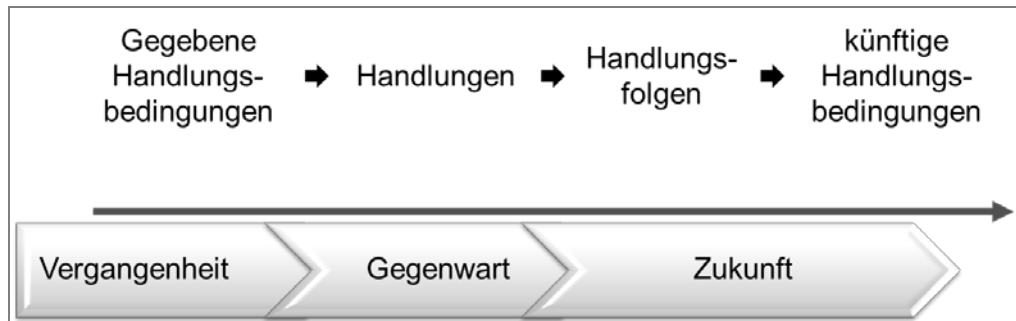 Gegebene
Handlungs-
bedingungen
Handlungen
Handlungs-
folgen
künftige
Handlungs-
bedingungen
Vergangenheit
Gegenwart
Zukunft